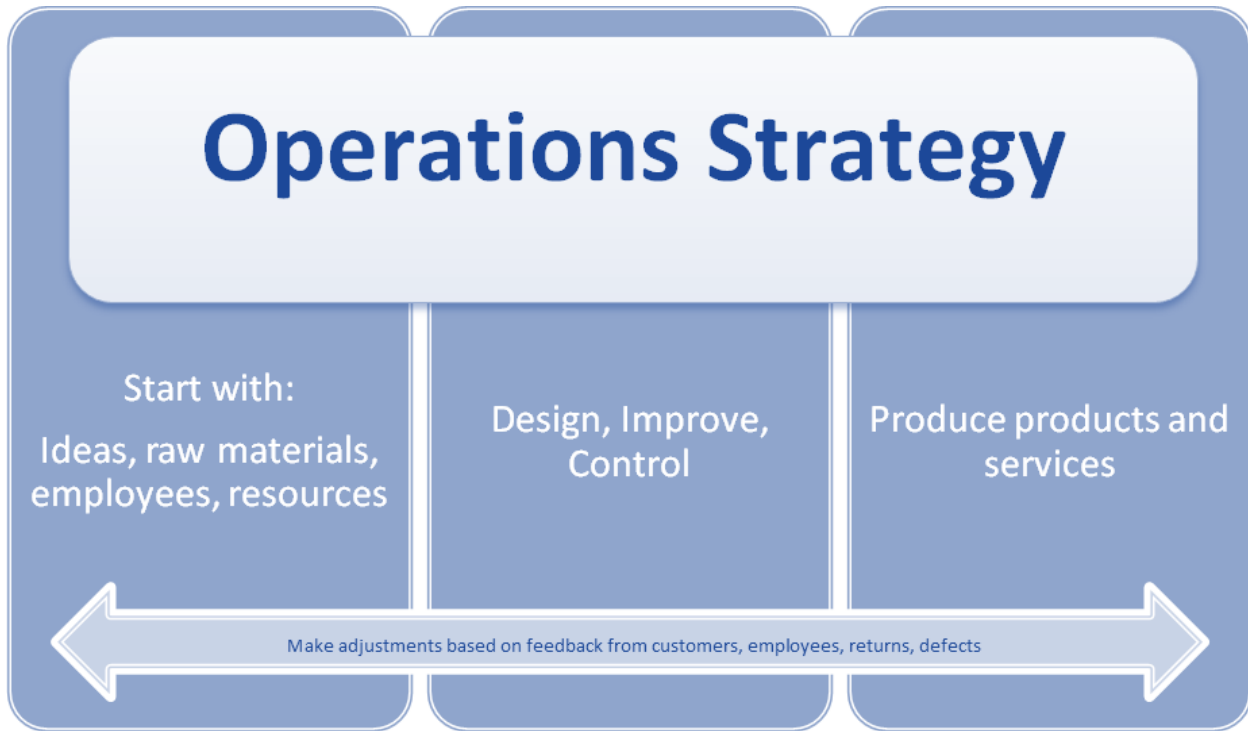 Operations Strategy
Start with:
Ideas, raw materials,
employees, resources
Design, Improve,
Control
Produce products and
services
Make adjustments based on feedback from customers, employees, returns, defects